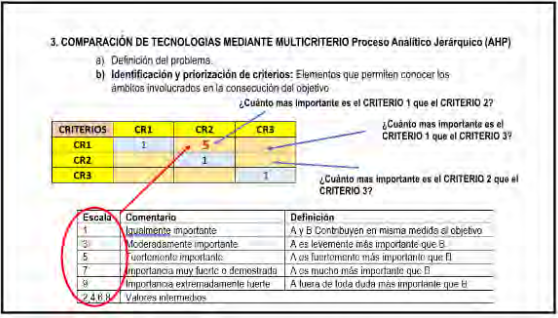 3. COMPARACIÓN DE TECNOLOGIAS MEDIANTE MULTICRITERIO Proceso Analítico Jerárquico (AHP)
a) Definición del problema.
b) Identificación y priorización de criterios: Elementos que permiten conocer los
ámbitos involucrados en la consecución del objetivo
¿Cuánto mas importante es el CRITERIO 1 que el CRITERIO 2?
¿Cuánto mas importante es el
CRITERIO 1 que el CRITERIO 3?
CRITERIOS CR1 CR2 CR3
CR1 1 5
CR2 1
CR3 1
¿Cuánto mas importante es el CRITERIO 2 que el
CRITERIO 3?
Escala Comentario Definición
1 Igualmente importante A y B Contribuyen en misma medida al objetivo
3 Moderadamente importante A es levemente más importante que B
5 Fuertemente importante A es fuertemente más importante que B
7 Importancia muy fuerte o demostrada A es mucho más importante que B
9 Importancia extremadamente fuerte A fuera de toda duda más importante que B
2,4,6,8 Valores intermedios